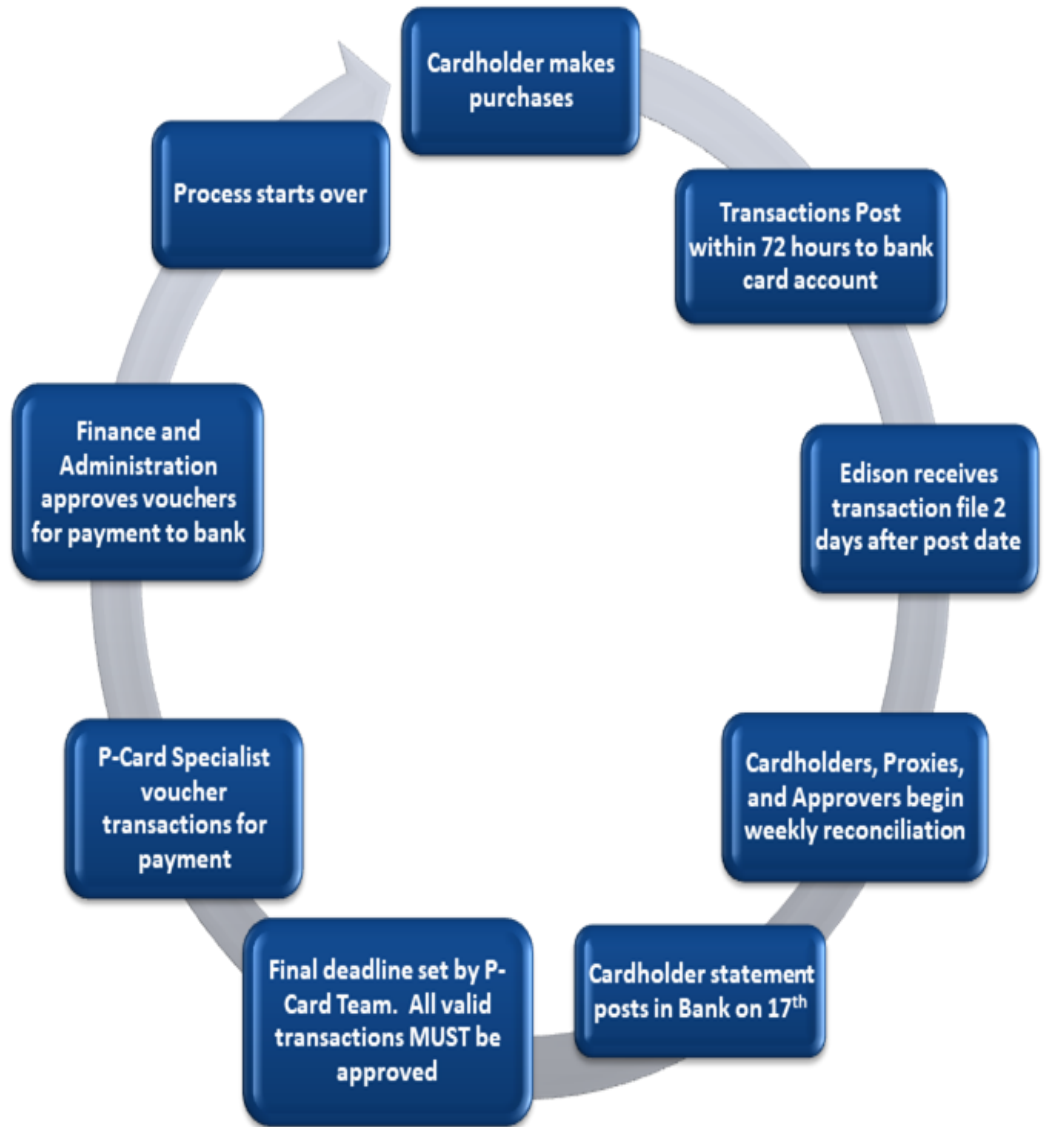 Cardholder makes
purchases
Transactions Post
within 72 hours to bank
card account
Edison receives
transaction file 2
days after post date
Cardholders, Proxies,
and Approvers begin
weekly reconciliation
Cardholder statement
posts in Bank on 17th
Final deadline set by P-
Card Team.  All valid
transactions MUST be
approved
P-Card Specialist
voucher
transactions for
payment
Finance and
Administration
approves vouchers
for payment to bank
Process starts over